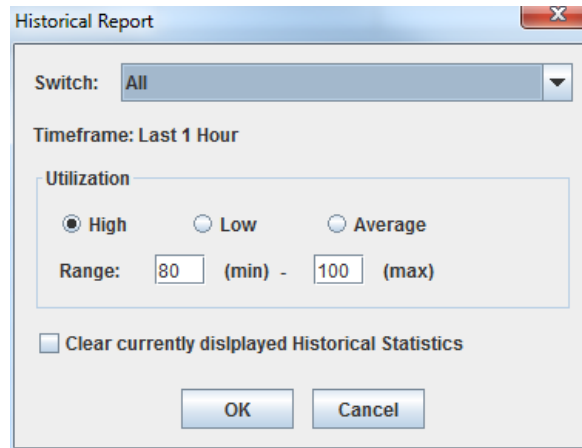 Historical Report
Switch: All
Timeframe: Last 1 Hour
Utilization
High Low Average
Range: 80 (min) - 100 (max)
Clear currently dislplayed Historical Statistics
OK Cancel